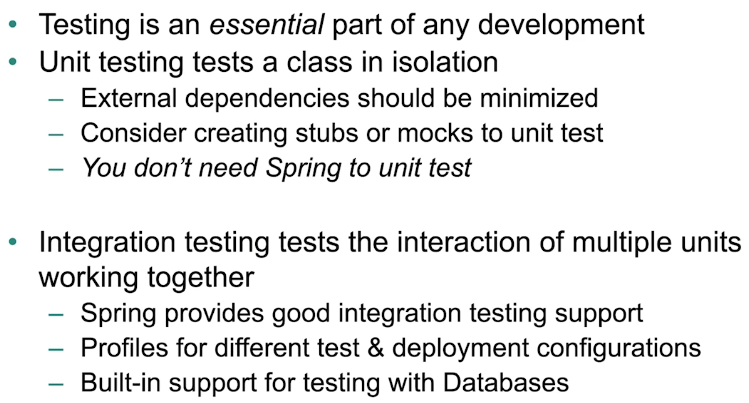 • Testing is an essential part of any development
• Unit testing tests a class in isolation
– External dependencies should be minimized
– Consider creating stubs or mocks to unit test
– You don’t need Spring to unit test
• Integration testing tests the interaction of multiple units
working together
– Spring provides good integration testing support
– Profiles for different test & deployment configurations
– Built-in support for testing with Databases